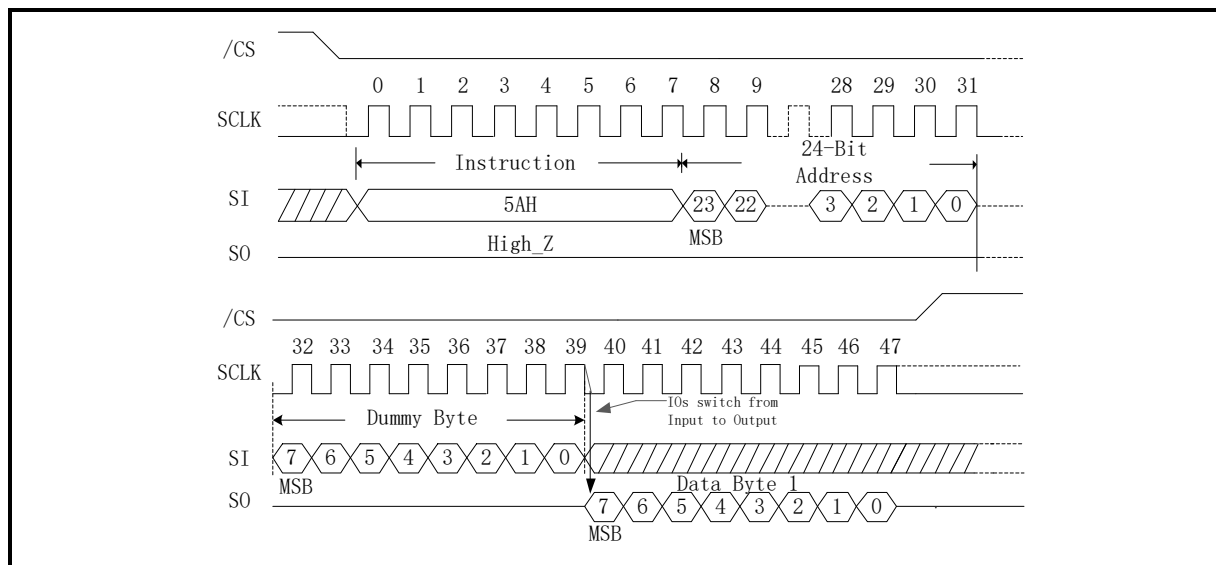 /CS
0 1 2 3 4 5 6 7 8 9 28 29 30 31
SCLK
Instruction
24-Bit
Address
SI
5AH
23 22 3 2 1 0
High_Z
MSB
SO
/CS
32 33 34 35 36 37 38 39 40 41 42 43 44 45 46 47
SCLK
Dummy Byte
IOs switch from
Input to Output
SI
7 6 5 4 3 2 1 0
MSB
Data Byte 1
SO
7 6 5 4 3 2 1 0
MSB